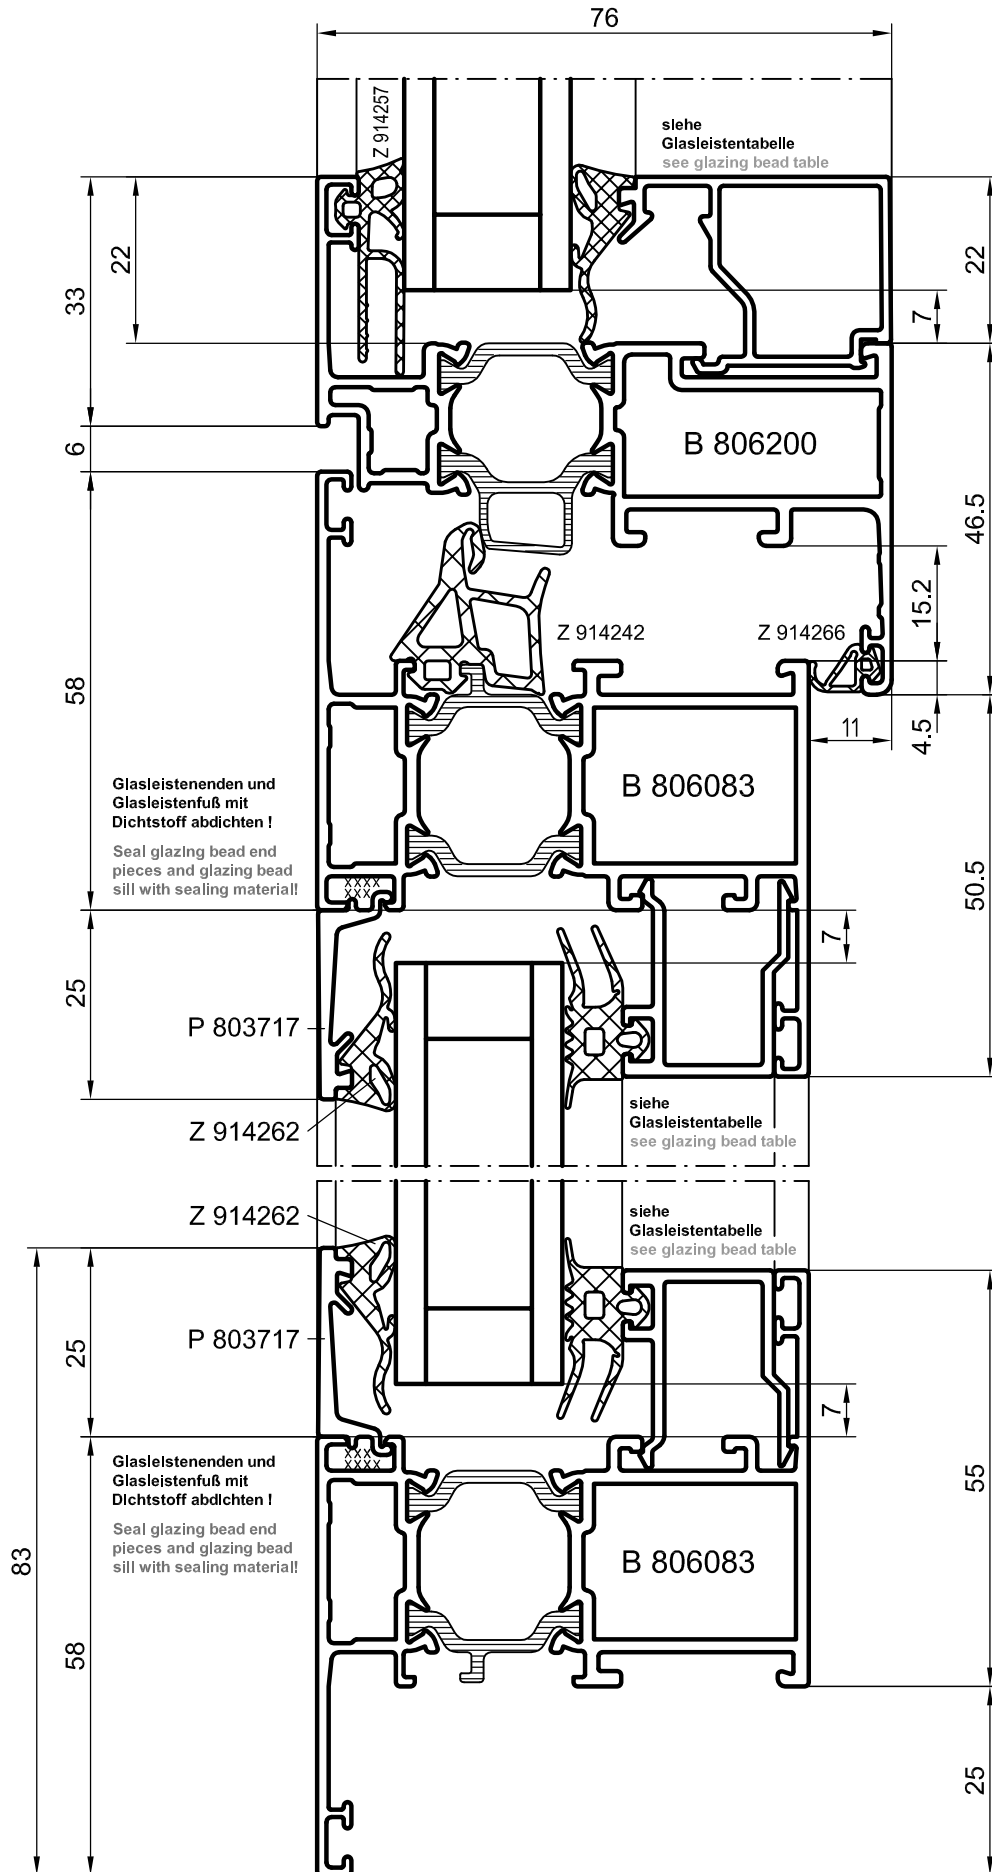 76
Z 914257
siehe
Glasleistentabelle
see glazing bead table
33
22
22
7
6
B 806200
46.5
15.2
Z 914242
Z 914266
58
11
4.5
B 806083
Glasleistenenden und
Glasleistenfuß mit
Dichtstoff abdichten !
Seal glazing bead end
pieces and glazing bead
sill with sealing material!
50.5
7
25
P 803717
Z 914262
siehe
Glasleistentabelle
see glazing bead table
Z 914262
siehe
Glasleistentabelle
see glazing bead table
P 803717
25
7
Glasleistenenden und
Glasleistenfuß mit
Dichtstoff abdichten !
Seal glazing bead end
pieces and glazing bead
sill with sealing material!
55
83
B 806083
58
25